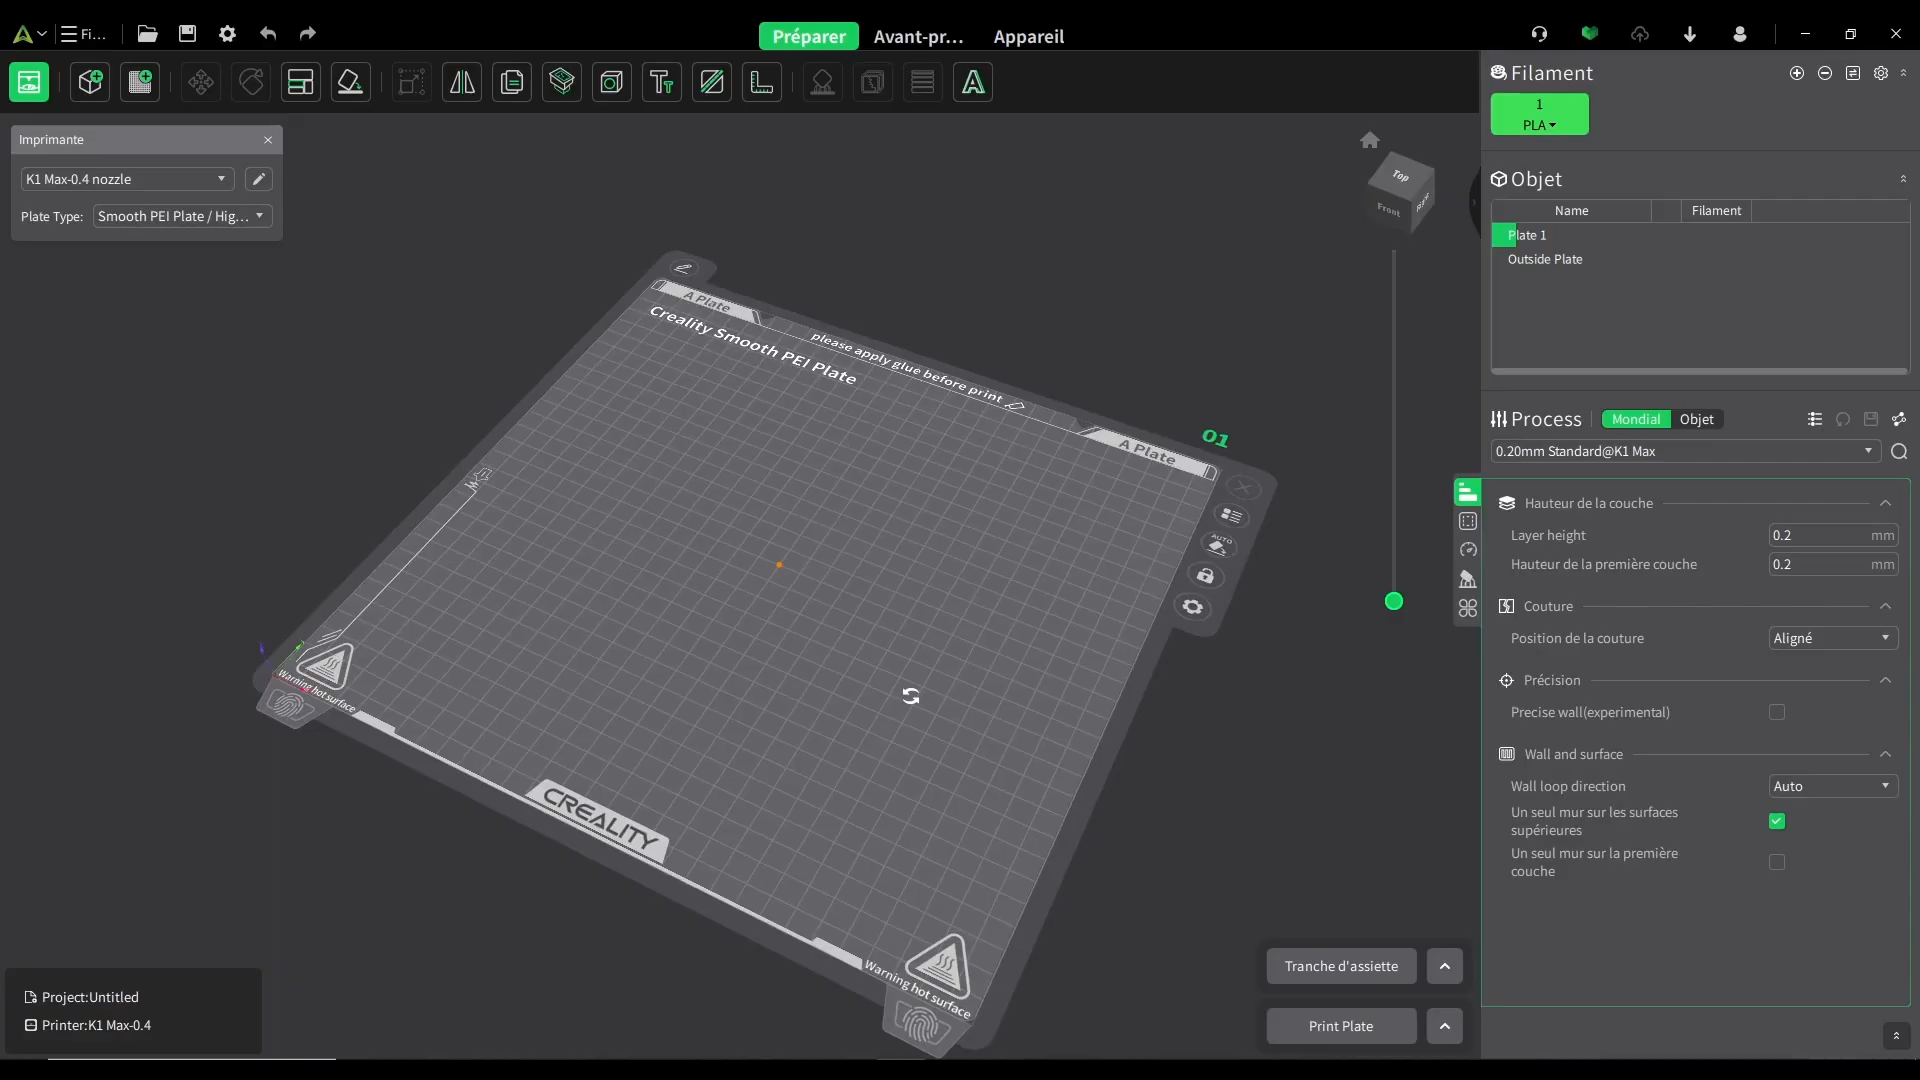 Fi...
Préparer
Avant-pr...
Appareil
Imprimante
K1 Max-0.4 nozzle
Plate Type:
Smooth PEI Plate / Hig...
Top
Front
A Plate
Creality Smooth PEI Plate
please apply glue before print
A Plate
01
AUTO
Warning hot surface
CREALITY
Warning hot surface
Project:Untitled
Printer:K1 Max-0.4
Tranche d'assiette
Print Plate
Filament
1
PLA
Objet
Name
Filament
Plate 1
Outside Plate
Process
Mondial
Objet
0.20mm Standard@K1 Max
Hauteur de la couche
Layer height
0.2 mm
Hauteur de la première couche
0.2 mm
Couture
Position de la couture
Aligné
Précision
Precise wall(experimental)
Wall and surface
Wall loop direction
Auto
Un seul mur sur les surfaces
supérieures
Un seul mur sur la première
couche